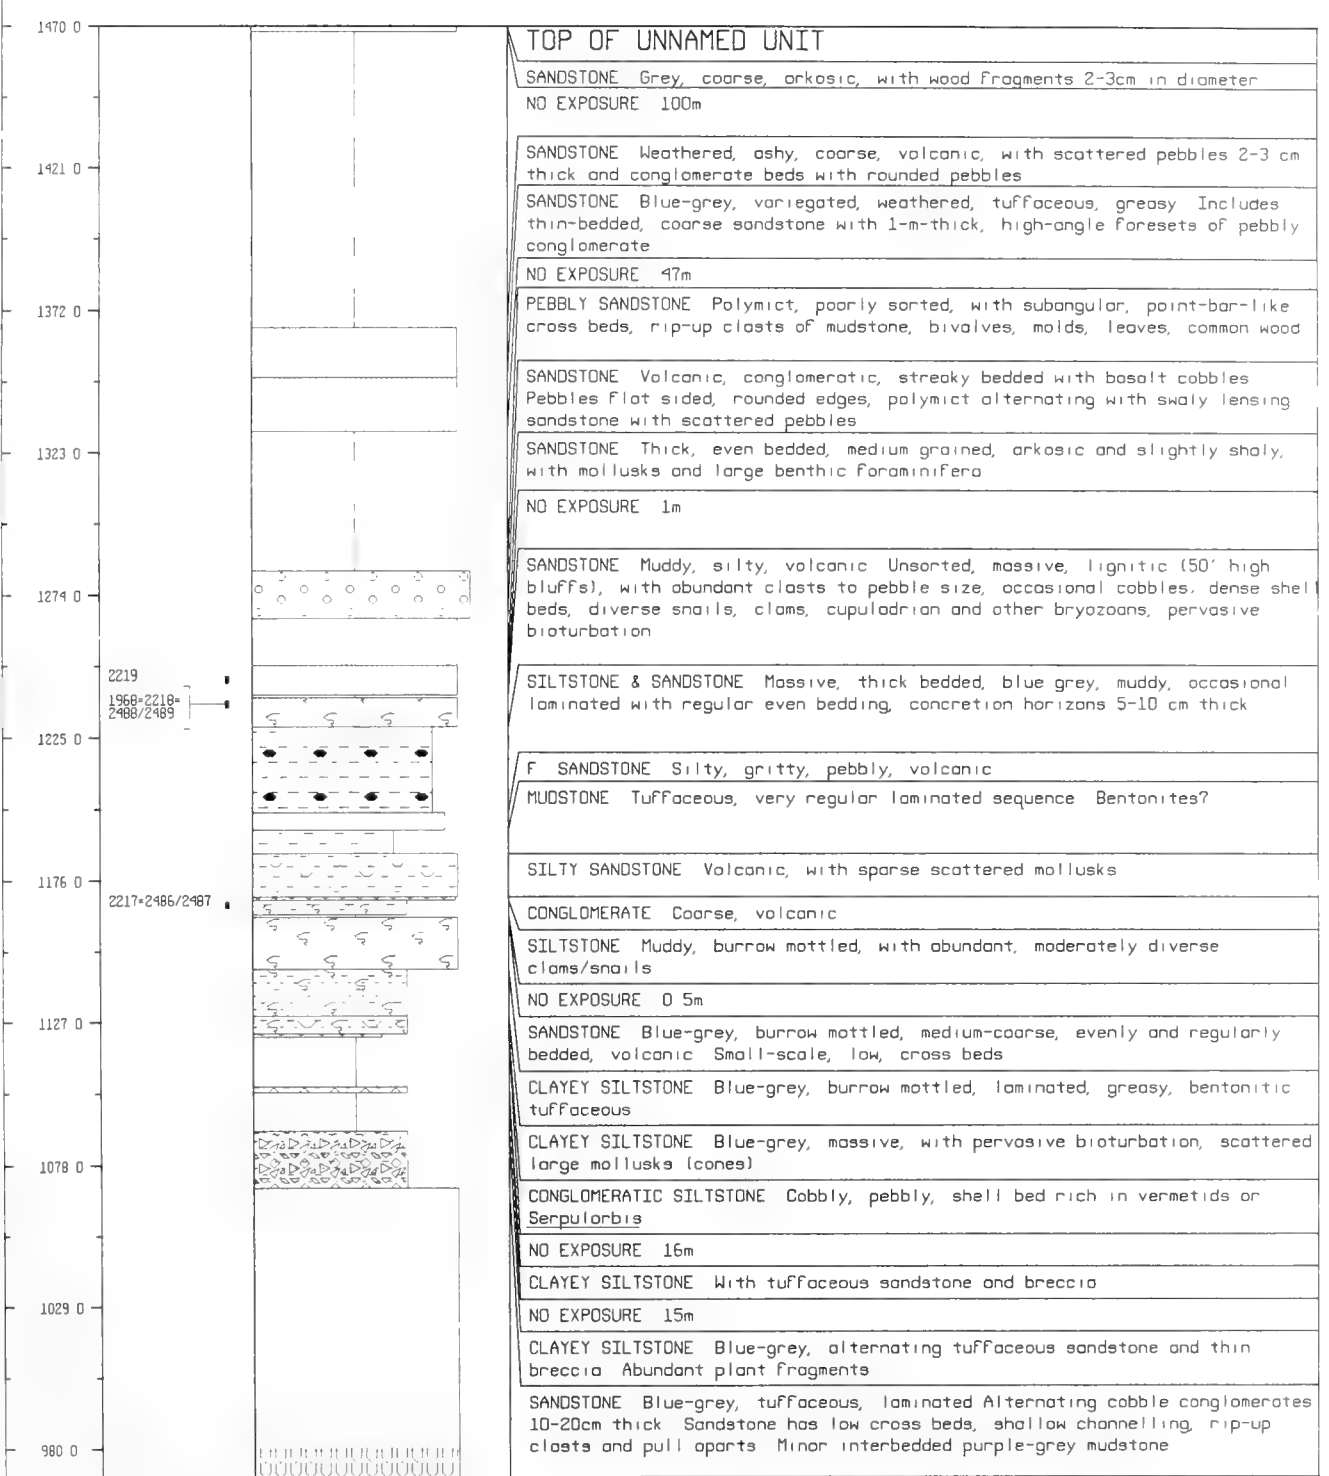 1470 0
1421 0
1372 0
1323 0
1274 0
2219
1968=2218=
2488/2489
1225 0
1176 0
2217=2486/2487
1127 0
1078 0
1029 0
980 0
TOP OF UNNAMED UNIT
SANDSTONE Grey, coarse, arkosic, with wood fragments 2-3cm in diameter
NO EXPOSURE 100m
SANDSTONE Weathered, ashy, coarse, volcanic, with scattered pebbles 2-3 cm
thick and conglomerate beds with rounded pebbles
SANDSTONE Blue-grey, variegated, weathered, tuffaceous, greasy Includes
thin-bedded, coarse sandstone with 1-m-thick, high-angle foresets of pebbly
conglomerate
NO EXPOSURE 47m
PEBBLY SANDSTONE Polymict, poorly sorted, with subangular, point-bar-like
cross beds, rip-up clasts of mudstone, bivalves, molds, leaves, common wood
SANDSTONE Volcanic, conglomeratic, streaky bedded with basalt cobbles
Pebbles flat sided, rounded edges, polymict alternating with swaly lensing
sandstone with scattered pebbles
SANDSTONE Thick, even bedded, medium grained, arkosic and slightly shaly,
with mollusks and large benthic foraminifera
NO EXPOSURE 1m
SANDSTONE Muddy, silty, volcanic Unsorted, massive, lignitic (50' high
bluffs), with abundant clasts to pebble size, occasional cobbles, dense shell
beds, diverse snails, clams, cupuladrian and other bryozoans, pervasive
bioturbation
SILTSTONE & SANDSTONE Massive, thick bedded, blue grey, muddy, occasional
laminated with regular even bedding, concretion horizons 5-10 cm thick
F SANDSTONE Silty, gritty, pebbly, volcanic
MUDSTONE Tuffaceous, very regular laminated sequence Bentonites?
SILTY SANDSTONE Volcanic, with sparse scattered mollusks
CONGLOMERATE Coarse, volcanic
SILTSTONE Muddy, burrow mottled, with abundant, moderately diverse
clams/snails
NO EXPOSURE 0 5m
SANDSTONE Blue-grey, burrow mottled, medium-coarse, evenly and regularly
bedded, volcanic Small-scale, low, cross beds
CLAYEY SILTSTONE Blue-grey, burrow mottled, laminated, greasy, bentonitic
tuffaceous
CLAYEY SILTSTONE Blue-grey, massive, with pervasive bioturbation, scattered
large mollusks (cones)
CONGLOMERATIC SILTSTONE Cobbly, pebbly, shell bed rich in vermetids or
Serpulorbis
NO EXPOSURE 16m
CLAYEY SILTSTONE With tuffaceous sandstone and breccia
NO EXPOSURE 15m
CLAYEY SILTSTONE Blue-grey, alternating tuffaceous sandstone and thin
breccia Abundant plant fragments
SANDSTONE Blue-grey, tuffaceous, laminated Alternating cobble conglomerates
10-20cm thick Sandstone has low cross beds, shallow channelling, rip-up
clasts and pull aparts Minor interbedded purple-grey mudstone